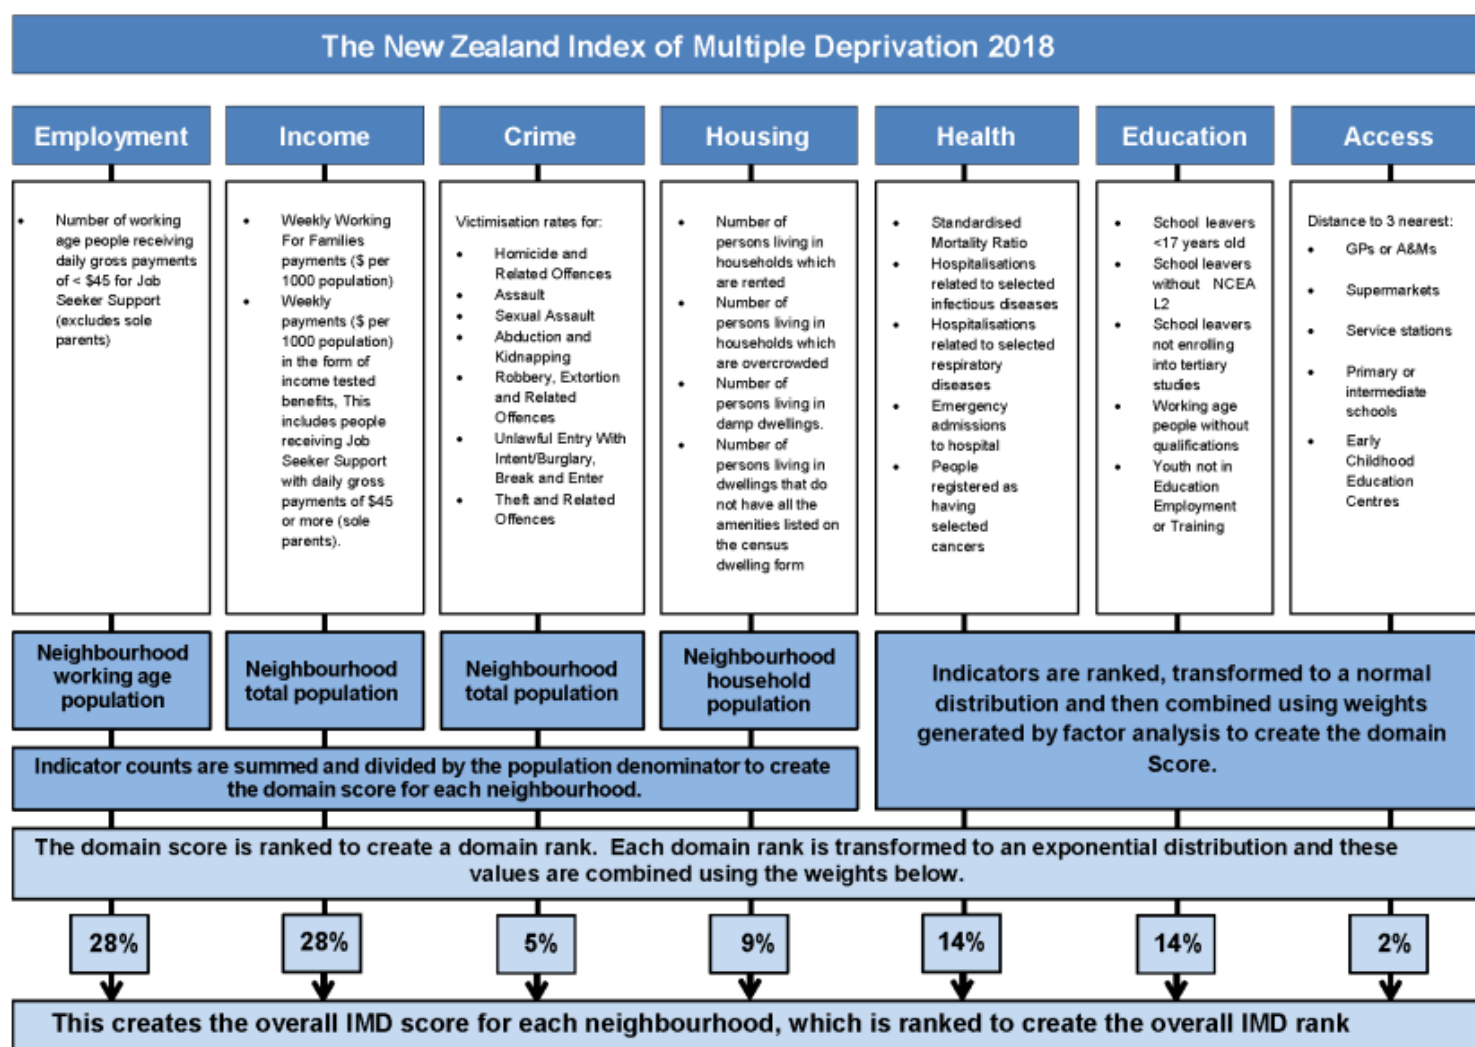 The New Zealand Index of Multiple Deprivation 2018
Employment
Number of working
age people receiving
daily gross payments
of < $45 for Job
Seeker Support
(excludes sole
parents)
Neighbourhood
working age
population
Income
Weekly Working
For Families
payments ($ per
1000 population)
Weekly
payments ($ per
1000 population)
in the form of
income tested
benefits, This
includes people
receiving Job
Seeker Support
with daily gross
payments of $45
or more (sole
parents).
Neighbourhood
total population
Crime
Victimisation rates for:
Homicide and
Related Offences
Assault
Sexual Assault
Abduction and
Kidnapping
Robbery, Extortion
and Related
Offences
Unlawful Entry With
Intent/Burglary,
Break and Enter
Theft and Related
Offences
Neighbourhood
total population
Housing
Number of
persons living in
households which
are rented
Number of
persons living in
households which
are overcrowded
Number of
persons living in
damp dwellings.
Number of
persons living in
dwellings that do
not have all the
amenities listed on
the census
dwelling form
Neighbourhood
household
population
Indicator counts are summed and divided by the population denominator to create
the domain score for each neighbourhood.
Health
Standardised
Mortality Ratio
Hospitalisations
related to selected
infectious diseases
Hospitalisations
related to selected
respiratory
diseases
Emergency
admissions
to hospital
People
registered as
having
selected
cancers
Education
School leavers
<17 years old
School leavers
without NCEA
L2
School leavers
not enrolling
into tertiary
studies
Working age
people without
qualifications
Youth not in
Education
Employment
or Training
Access
Distance to 3 nearest:
GPs or A&Ms
Supermarkets
Service stations
Primary or
intermediate
schools
Early
Childhood
Education
Centres
Indicators are ranked, transformed to a normal
distribution and then combined using weights
generated by factor analysis to create the domain
Score.
The domain score is ranked to create a domain rank. Each domain rank is transformed to an exponential distribution and these
values are combined using the weights below.
28%
28%
5%
9%
14%
14%
2%
This creates the overall IMD score for each neighbourhood, which is ranked to create the overall IMD rank